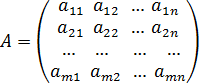 A = ( a₁₁ a₁₂ … a₁ₙ
a₂₁ a₂₂ … a₂ₙ
… … … …
aₘ₁ aₘ₂ … aₘₙ )